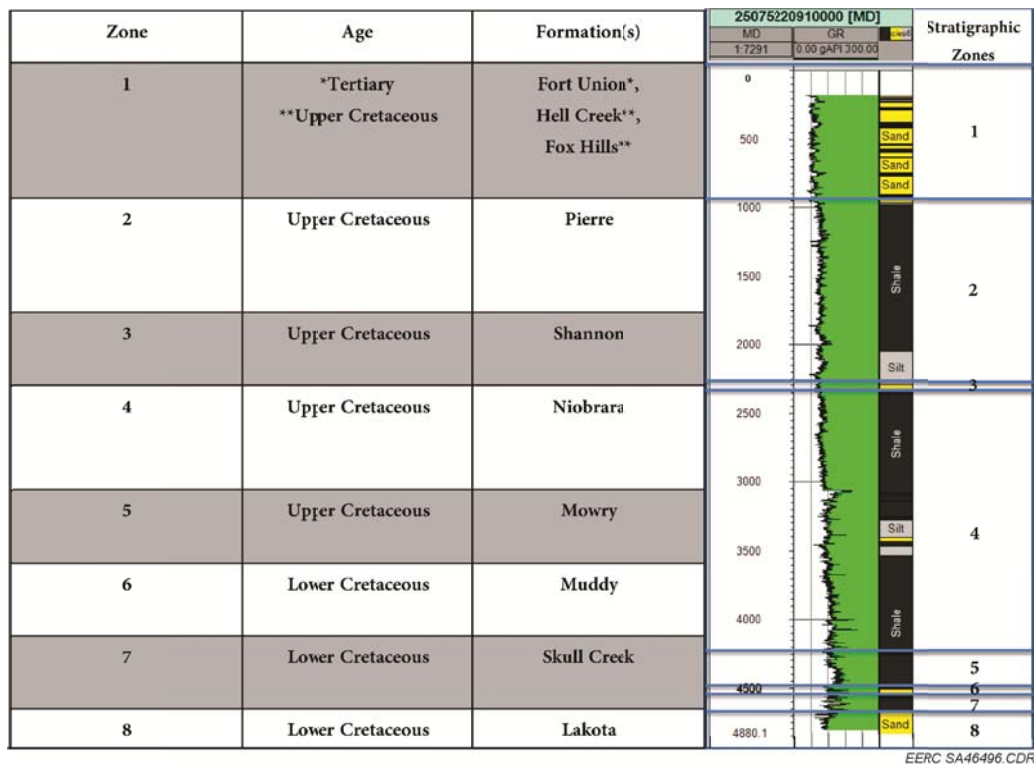 Zone Age Formation(s)
1 *Tertiary Fort Union*,
**Upper Cretaceous Hell Creek**,
Fox Hills**
2 Upper Cretaceous Pierre
3 Upper Cretaceous Shannon
4 Upper Cretaceous Niobrara
5 Upper Cretaceous Mowry
6 Lower Cretaceous Muddy
7 Lower Cretaceous Skull Creek
8 Lower Cretaceous Lakota
25075220910000 [MD]
MD GR
1:7291 0.00 gAPI 300.00
Stratigraphic
Zones
0
500 Sand 1
Sand
Sand
1000
1500 Shale 2
2000
Silt
3
2500 Shale
3000
Silt 4
3500
4000 Shale
5
4500 6
7
4880.1 Sand 8
EERC SA46496.CDR